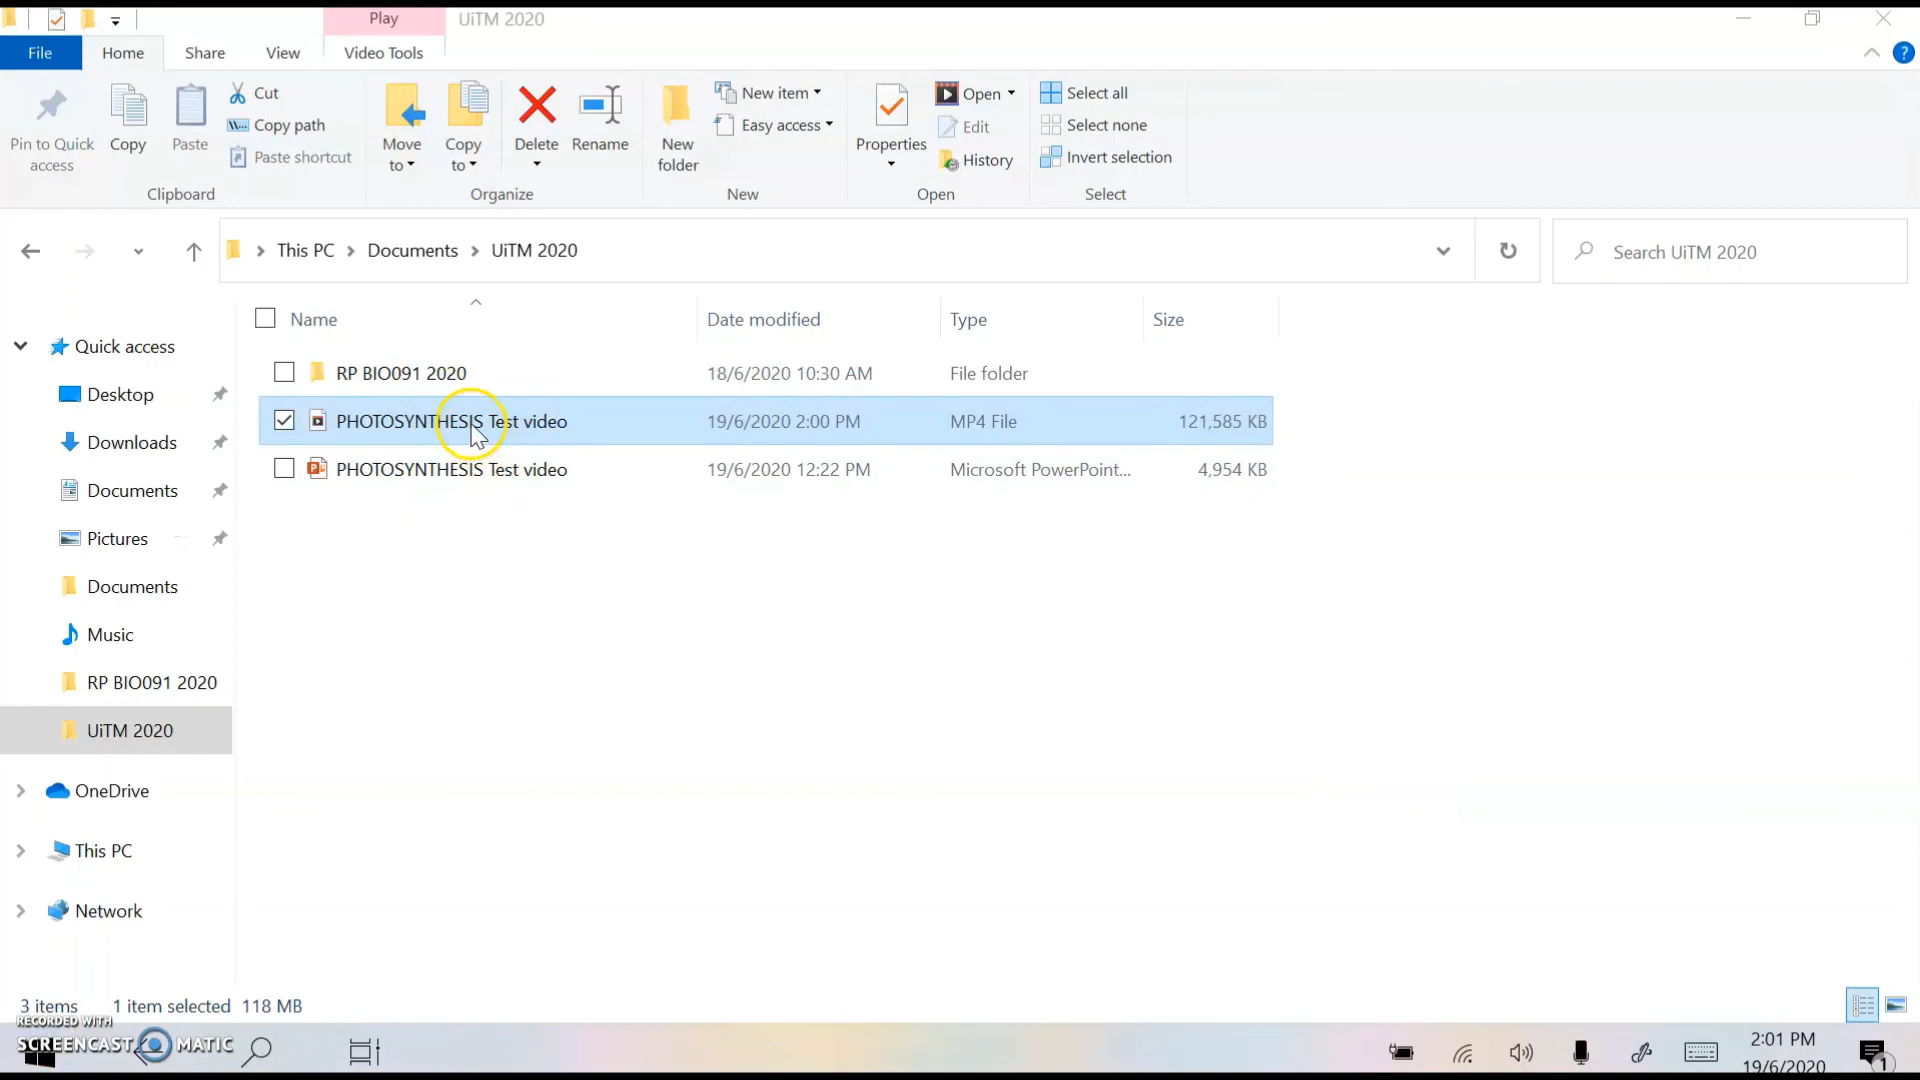 Play
UiTM 2020
File
Home
Share
View
Video Tools
?
Pin to Quick
access
Copy
Paste
Cut
Copy path
Paste shortcut
Clipboard
Move
to
Copy
to
Delete
Rename
Organize
New
folder
New item
Easy access
New
Properties
Open
Edit
History
Open
Select all
Select none
Invert selection
Select
This PC > Documents > UiTM 2020
Search UiTM 2020
Name Date modified Type Size
RP BIO091 2020 18/6/2020 10:30 AM File folder
PHOTOSYNTHESIS Test video 19/6/2020 2:00 PM MP4 File 121,585 KB
PHOTOSYNTHESIS Test video 19/6/2020 12:22 PM Microsoft PowerPoint... 4,954 KB
Quick access
Desktop
Downloads
Documents
Pictures
Documents
Music
RP BIO091 2020
UiTM 2020
OneDrive
This PC
Network
3 items 1 item selected 118 MB
RECORDED WITH
SCREENCAST MATIC
2:01 PM
19/6/2020
1